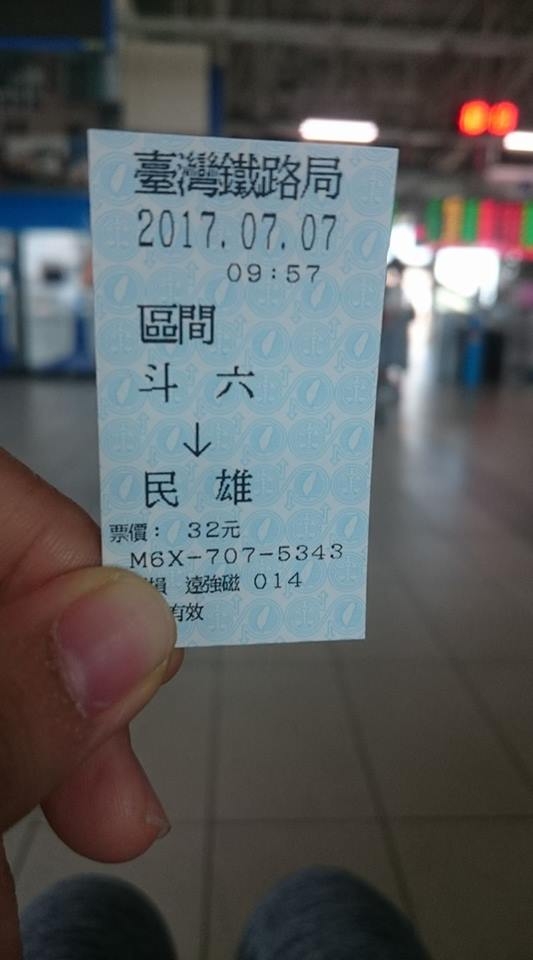 臺灣鐵路局
2017.07.07
09:57
區間
斗 六
↓
民 雄
票價： 32元
M6X-707-5343
損 遠強磁 014
有效